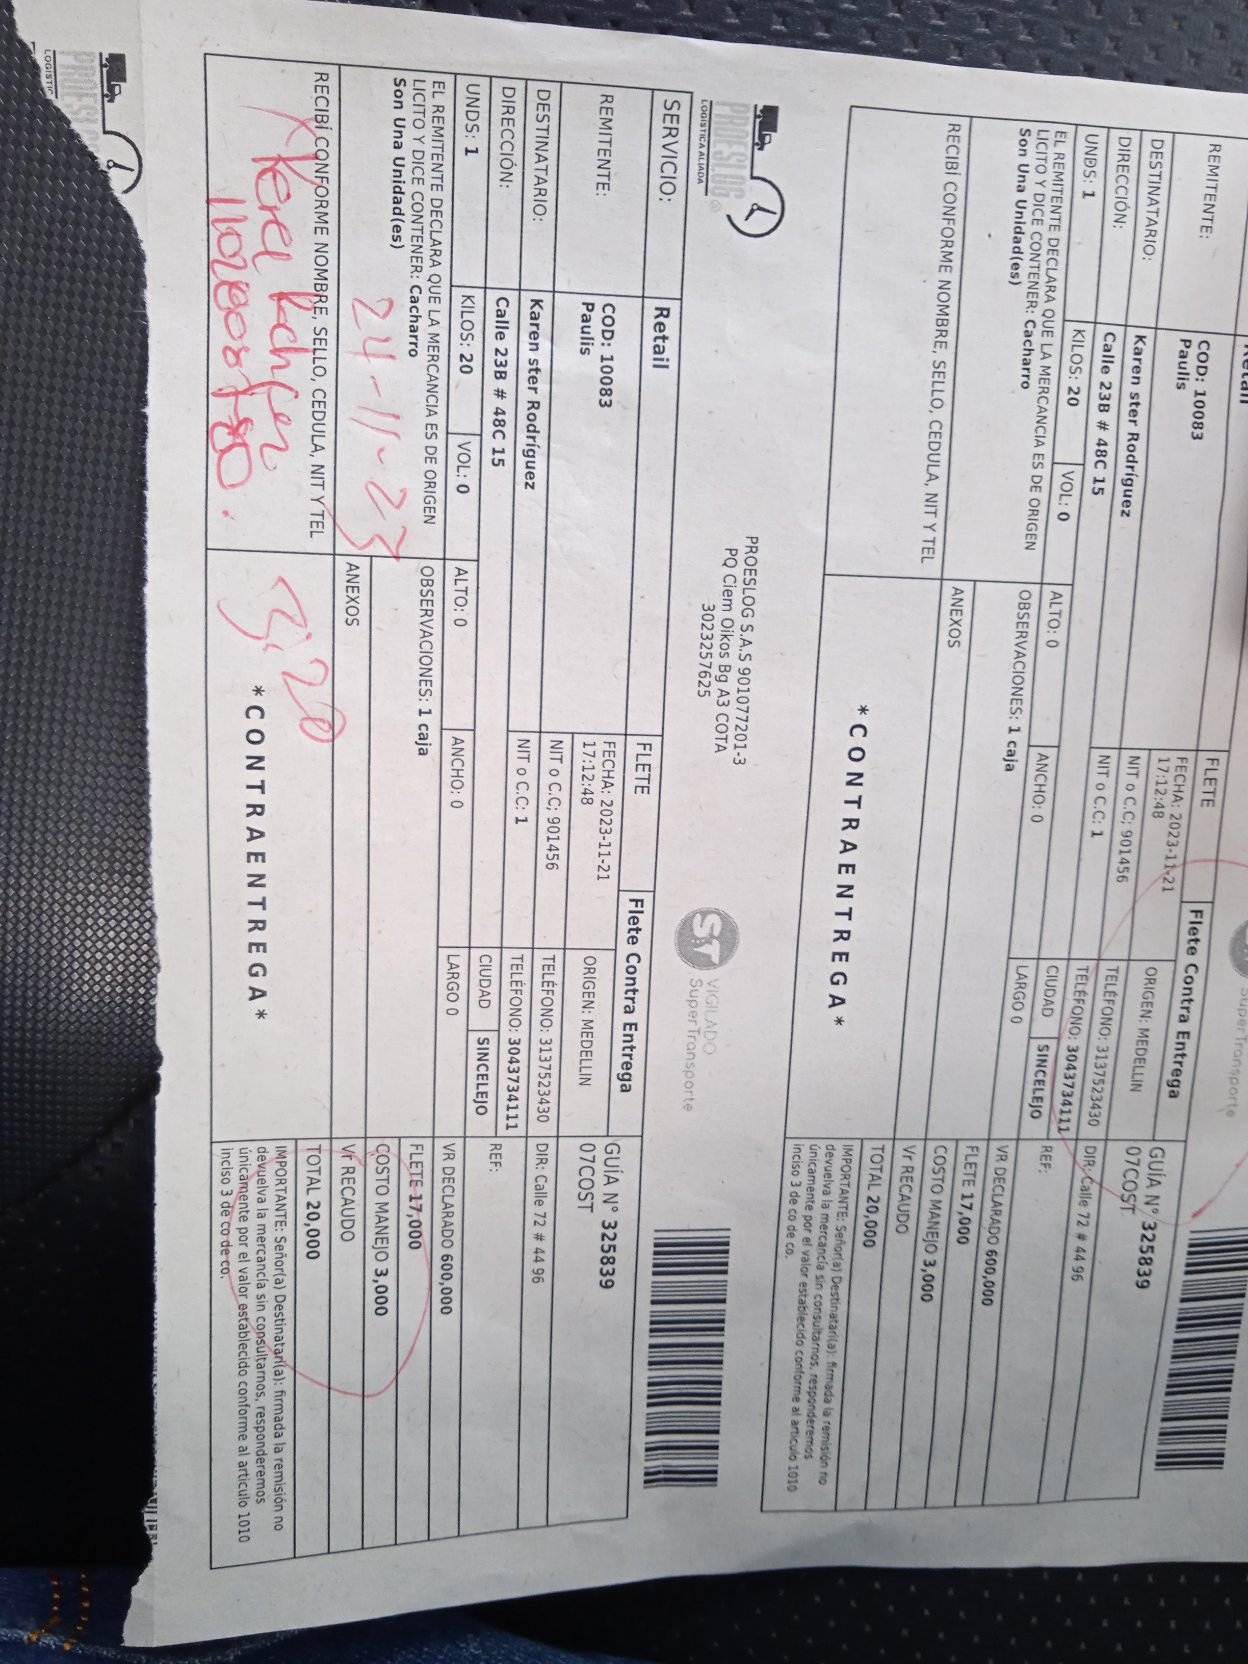 PROESLOG
LOGISTICA ALIADA
PROESLOG S.A.S 901077201-3
PQ Ciem Oikos Bg A3 COTA
3023257625
VIGILADO
SuperTransporte
SERVICIO: Retail FLETE Flete Contra Entrega GUÍA N° 325839
07COST
REMITENTE: COD: 10083
Paulis
FECHA: 2023-11-21
17:12:48
ORIGEN: MEDELLIN
NIT o C.C: 901456 TELÉFONO: 3137523430 DIR: Calle 72 # 44 96
DESTINATARIO: Karen ster Rodríguez NIT o C.C: 1 TELÉFONO: 3043734111
DIRECCIÓN: Calle 23B # 48C 15 CIUDAD SINCELEJO REF:
UNDS: 1 KILOS: 20 VOL: 0 ALTO: 0 ANCHO: 0 LARGO 0 VR DECLARADO 600,000
EL REMITENTE DECLARA QUE LA MERCANCIA ES DE ORIGEN
LICITO Y DICE CONTENER: Cacharro
Son Una Unidad(es)
OBSERVACIONES: 1 caja
FLETE 17,000
COSTO MANEJO 3,000
24-11-23
ANEXOS
Vr RECAUDO
RECIBÍ CONFORME NOMBRE, SELLO, CEDULA, NIT Y TEL
TOTAL 20,000
3:20
*CONTRAENTREGA*
IMPORTANTE: Señor(a) Destinatari(a): firmada la remisión no
devuelva la mercancía sin consultarnos, responderemos
únicamente por el valor establecido conforme al articulo 1010
inciso 3 de co de co.
Retail FLETE Flete Contra Entrega GUÍA N° 325839
07COST
REMITENTE: COD: 10083
Paulis
FECHA: 2023-11-21
17:12:48
ORIGEN: MEDELLIN
NIT o C.C: 901456 TELÉFONO: 3137523430 DIR: Calle 72 # 44 96
DESTINATARIO: Karen ster Rodríguez NIT o C.C: 1 TELÉFONO: 3043734111
DIRECCIÓN: Calle 23B # 48C 15 CIUDAD SINCELEJO REF:
UNDS: 1 KILOS: 20 VOL: 0 ALTO: 0 ANCHO: 0 LARGO 0 VR DECLARADO 600,000
EL REMITENTE DECLARA QUE LA MERCANCIA ES DE ORIGEN
LICITO Y DICE CONTENER: Cacharro
Son Una Unidad(es)
OBSERVACIONES: 1 caja
FLETE 17,000
COSTO MANEJO 3,000
ANEXOS
Vr RECAUDO
RECIBÍ CONFORME NOMBRE, SELLO, CEDULA, NIT Y TEL
TOTAL 20,000
*CONTRAENTREGA*
IMPORTANTE: Señor(a) Destinatari(a): firmada la remisión no
devuelva la mercancía sin consultarnos, responderemos
únicamente por el valor establecido conforme al articulo 1010
inciso 3 de co de co.